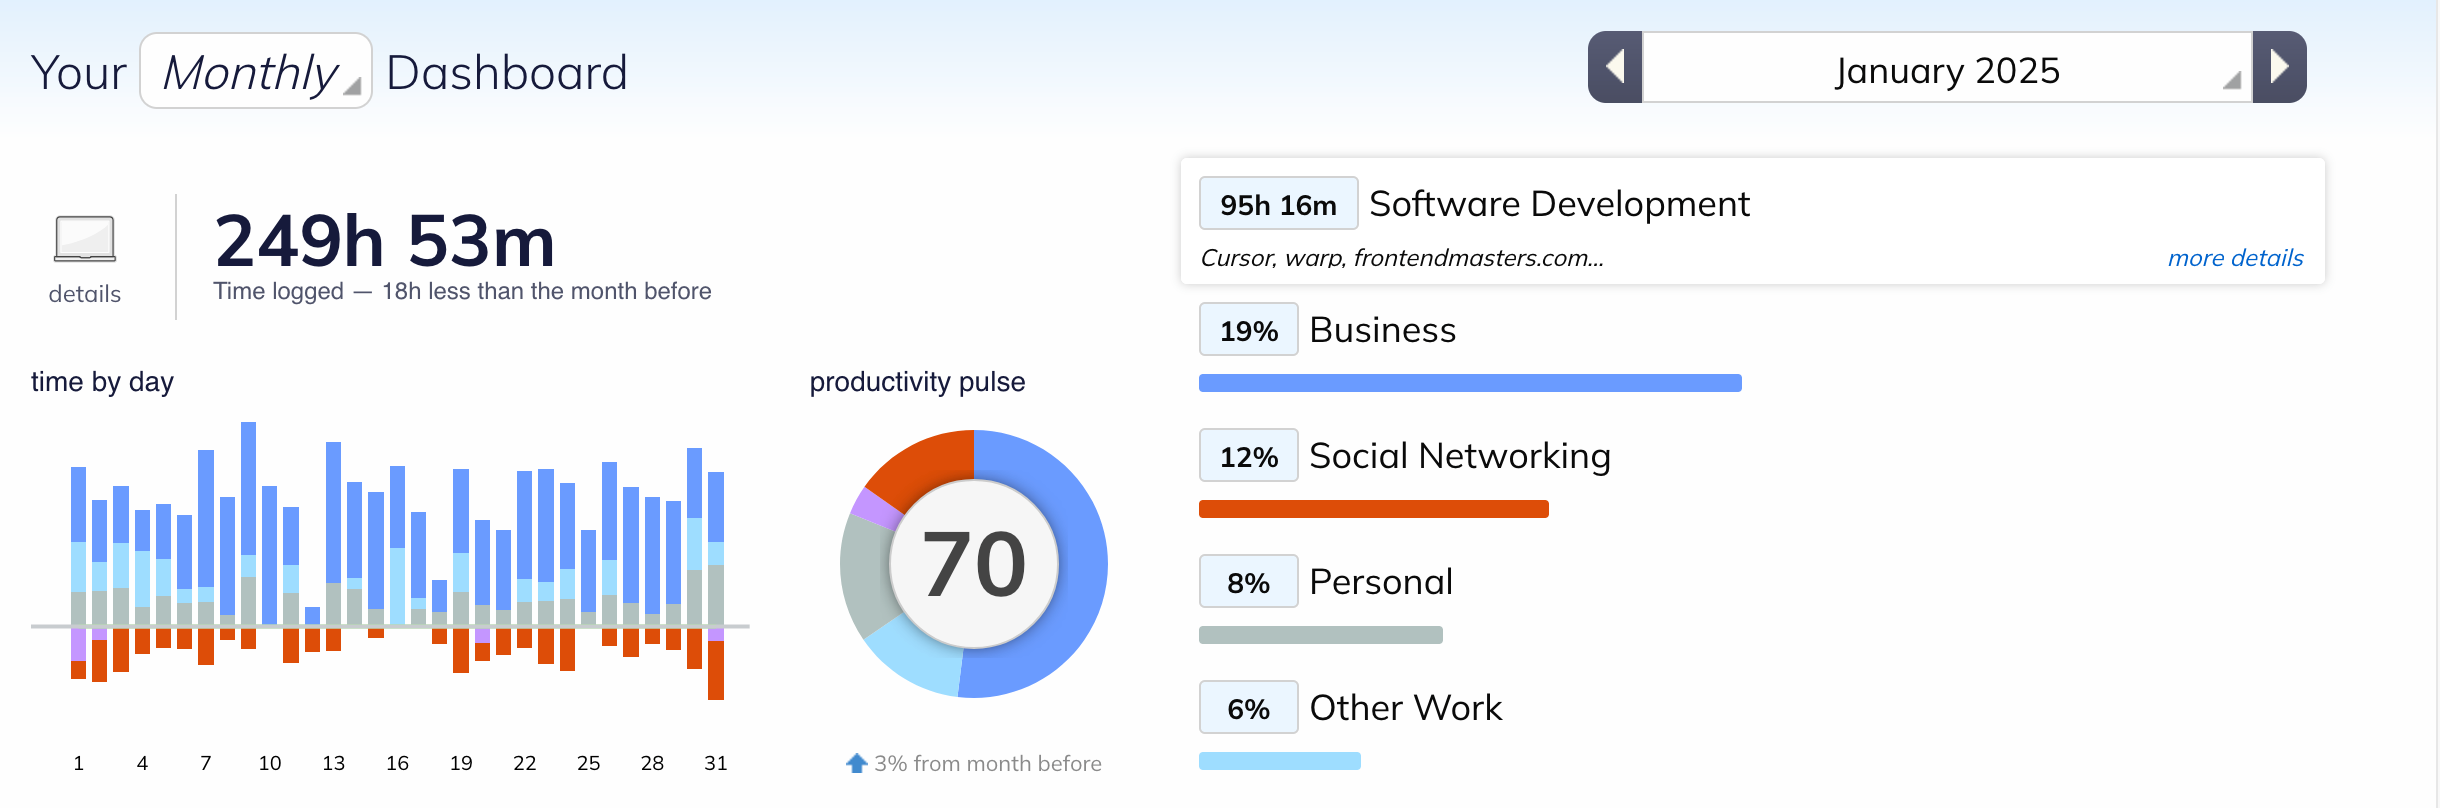 Your Monthly Dashboard
January 2025
249h 53m
details
Time logged — 18h less than the month before
time by day
productivity pulse
70
1 4 7 10 13 16 19 22 25 28 31
3% from month before
95h 16m Software Development
Cursor, warp, frontendmasters.com...
more details
19% Business
12% Social Networking
8% Personal
6% Other Work